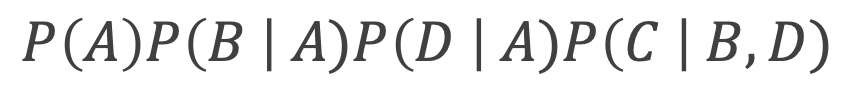 P(A)P(B | A)P(D | A)P(C | B, D)